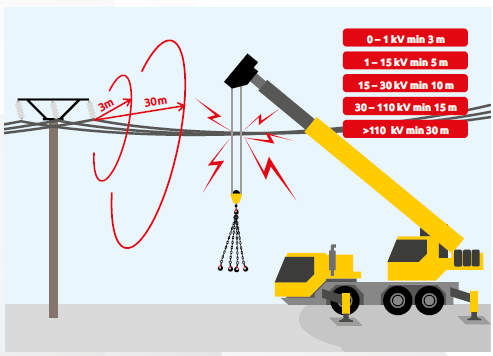 0 – 1 kV min 3 m
1 – 15 kV min 5 m
15 – 30 kV min 10 m
30 – 110 kV min 15 m
>110 kV min 30 m
3m
30m